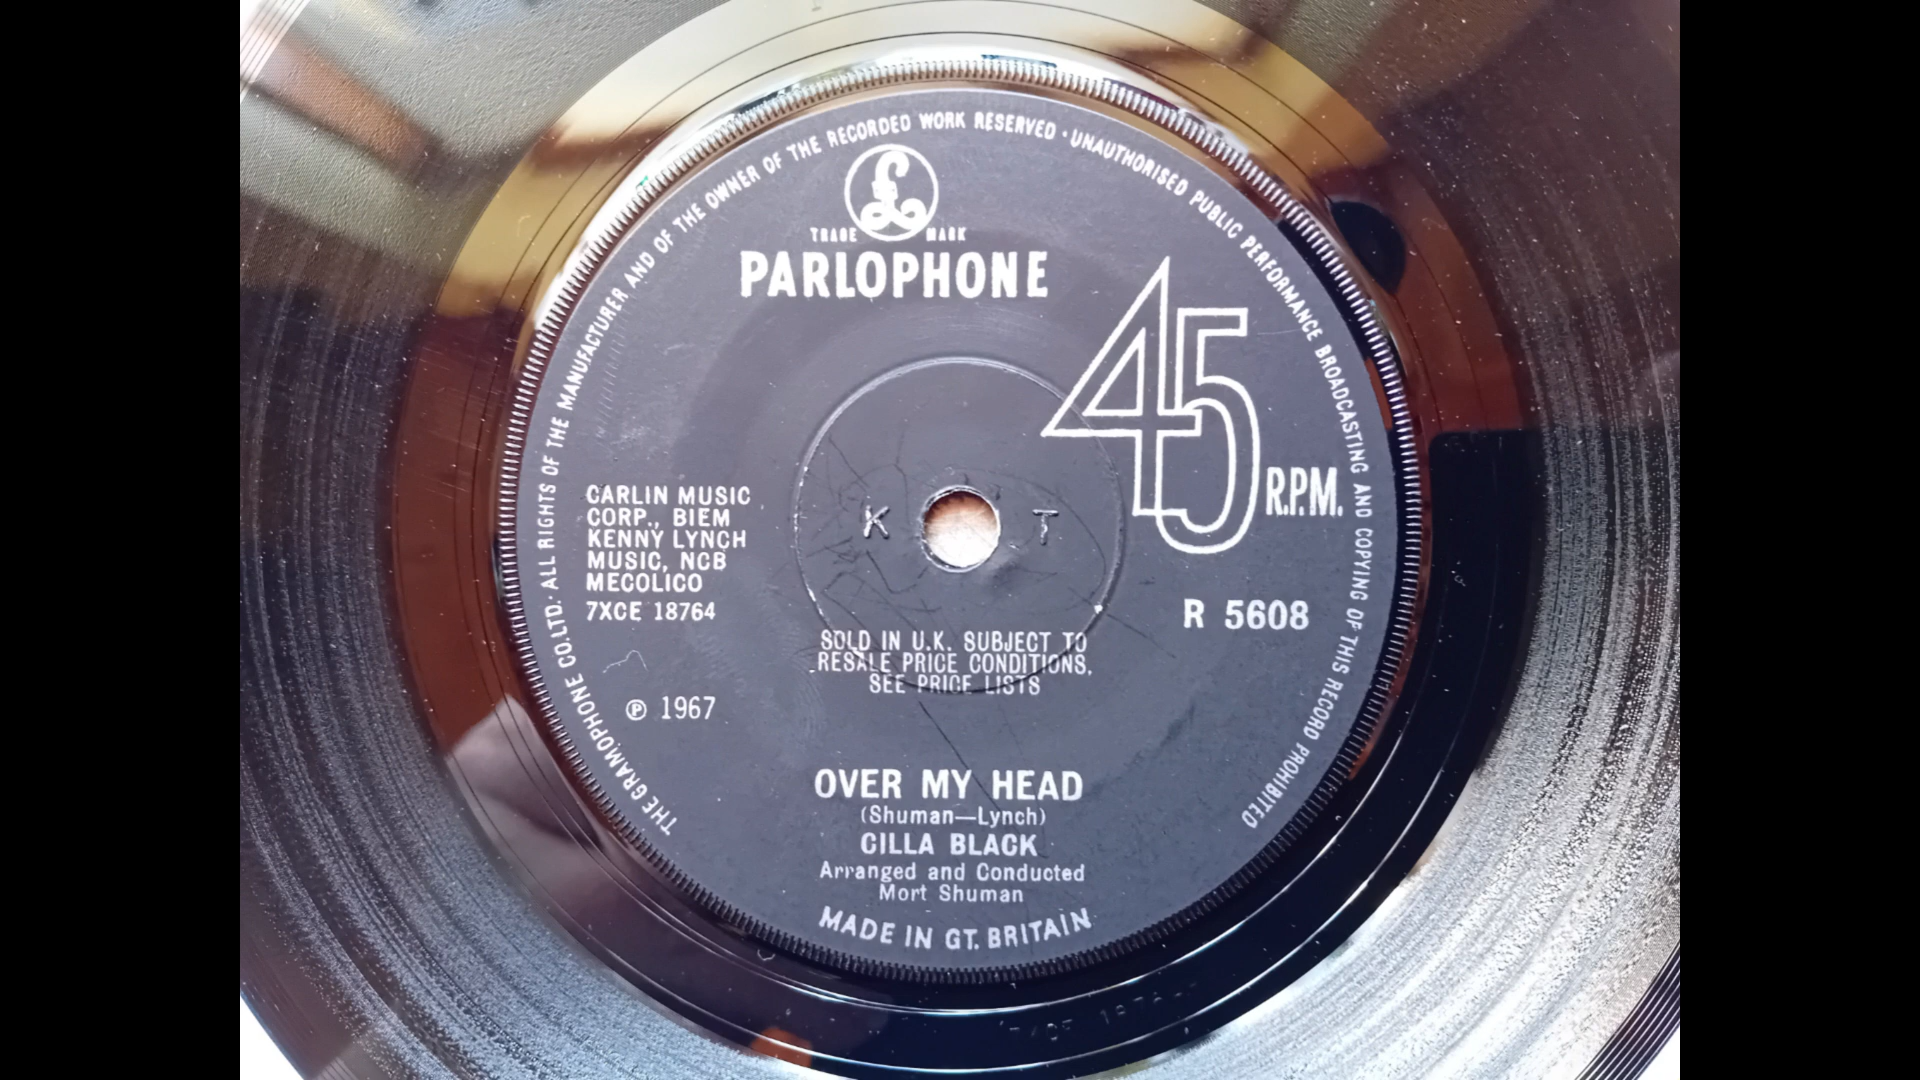 THE GRAMOPHONE CO.LTD. ALL RIGHTS OF THE MANUFACTURER AND OF THE OWNER OF THE RECORDED WORK RESERVED · UNAUTHORISED PUBLIC PERFORMANCE BROADCASTING AND COPYING OF THIS RECORD PROHIBITED
£
TRADE MARK
PARLOPHONE
45 R.P.M.
CARLIN MUSIC
CORP., BIEM
KENNY LYNCH
MUSIC, NCB
MECOLICO
7XCE 18764
K T
R 5608
SOLD IN U.K. SUBJECT TO
RESALE PRICE CONDITIONS,
SEE PRICE LISTS
℗ 1967
OVER MY HEAD
(Shuman—Lynch)
CILLA BLACK
Arranged and Conducted
Mort Shuman
MADE IN GT. BRITAIN